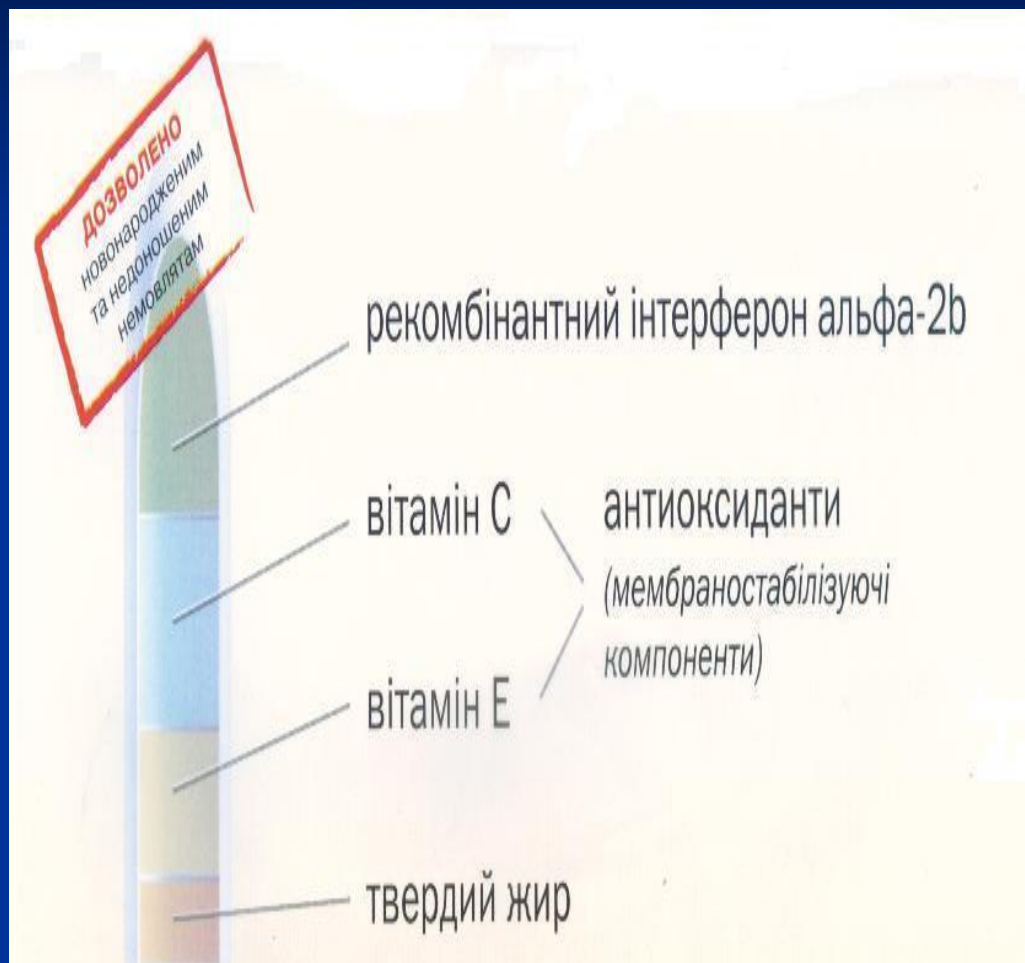 ДОЗВОЛЕНО
новонародженим
та недоношеним
немовлятам
рекомбінантний інтерферон альфа-2b
вітамін С
антиоксиданти
(мембраностабілізуючі
компоненти)
вітамін Е
твердий жир